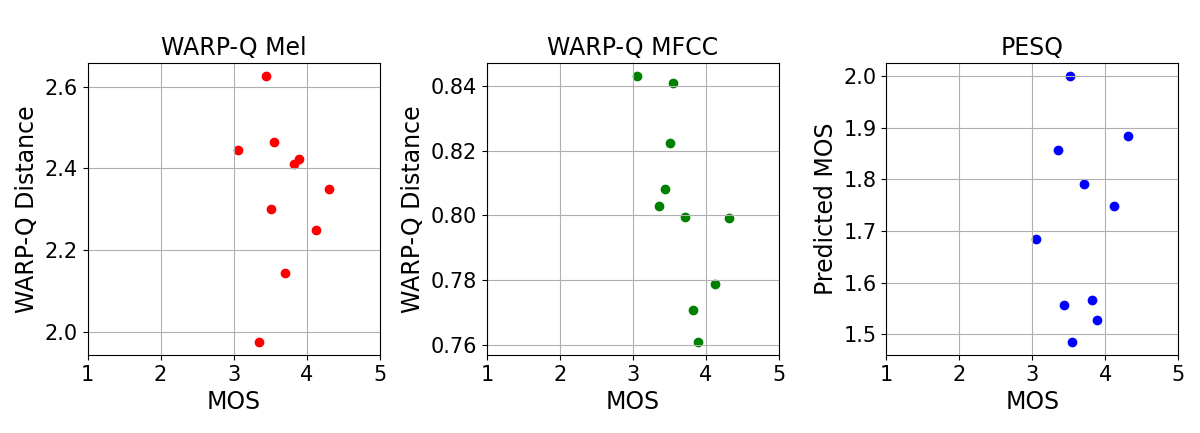 WARP-Q Mel
WARP-Q Distance
2.6
2.4
2.2
2.0
1 2 3 4 5
MOS
WARP-Q MFCC
WARP-Q Distance
0.84
0.82
0.80
0.78
0.76
1 2 3 4 5
MOS
PESQ
Predicted MOS
2.0
1.9
1.8
1.7
1.6
1.5
1 2 3 4 5
MOS